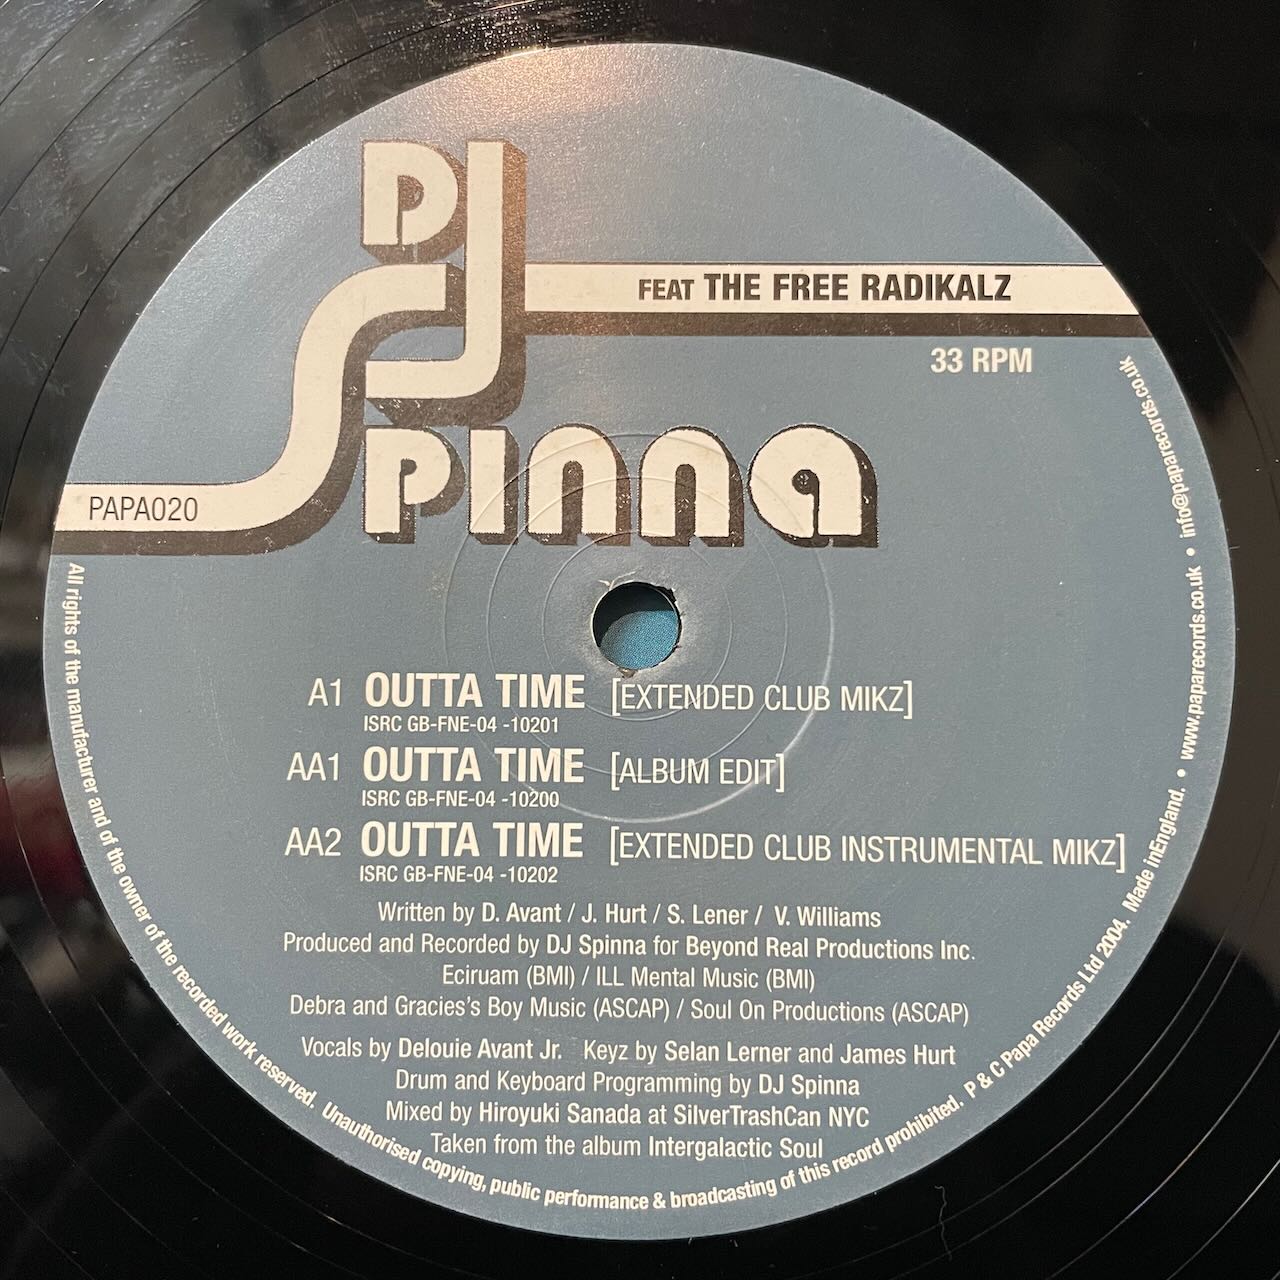 DJ
FEAT THE FREE RADIKALZ
33 RPM
SPINNA
PAPA020
A1 OUTTA TIME [EXTENDED CLUB MIKZ]
ISRC GB-FNE-04 -10201
AA1 OUTTA TIME [ALBUM EDIT]
ISRC GB-FNE-04 -10200
AA2 OUTTA TIME [EXTENDED CLUB INSTRUMENTAL MIKZ]
ISRC GB-FNE-04 -10202
Written by D. Avant / J. Hurt / S. Lener / V. Williams
Produced and Recorded by DJ Spinna for Beyond Real Productions Inc.
Eciruam (BMI) / ILL Mental Music (BMI)
Debra and Gracies's Boy Music (ASCAP) / Soul On Productions (ASCAP)
Vocals by Delouie Avant Jr. Keyz by Selan Lerner and James Hurt
Drum and Keyboard Programming by DJ Spinna
Mixed by Hiroyuki Sanada at SilverTrashCan NYC
Taken from the album Intergalactic Soul
All rights of the manufacturer and of the owner of the recorded work reserved. Unauthorised copying, public performance & broadcasting of this record prohibited. P & C Papa Records Ltd 2004. Made inEngland. • www.paparecords.co.uk • info@paparecords.co.uk